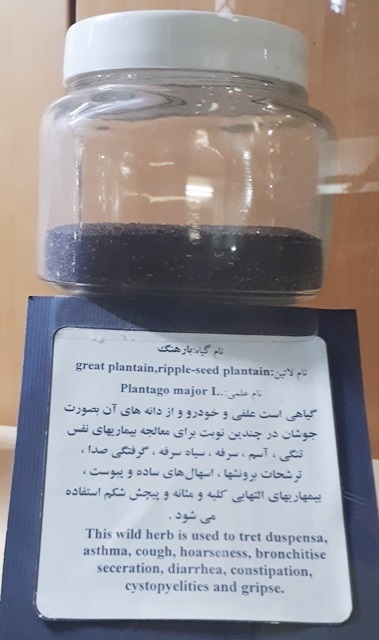 نام گیاه:بارهنگ
نام لاتین:great plantain,ripple-seed plantain
نام علمی:.Plantago major L
گیاهی است علفی و خودرو و از دانه های آن بصورت
جوشان در چندین نوبت برای معالجه بیماریهای نفس
تنگی ، آسم ، سرفه ، سیاه سرفه ، گرفتگی صدا ،
ترشحات برونشها ، اسهال‌های ساده و یبوست ،
بیمهاریهای التهابی کلیه و مثانه و پیچش شکم استفاده
می شود .
This wild herb is used to tret duspensa,
asthma, cough, hoarseness, bronchitise
seceration, diarrhea, constipation,
cystopyelities and gripse.